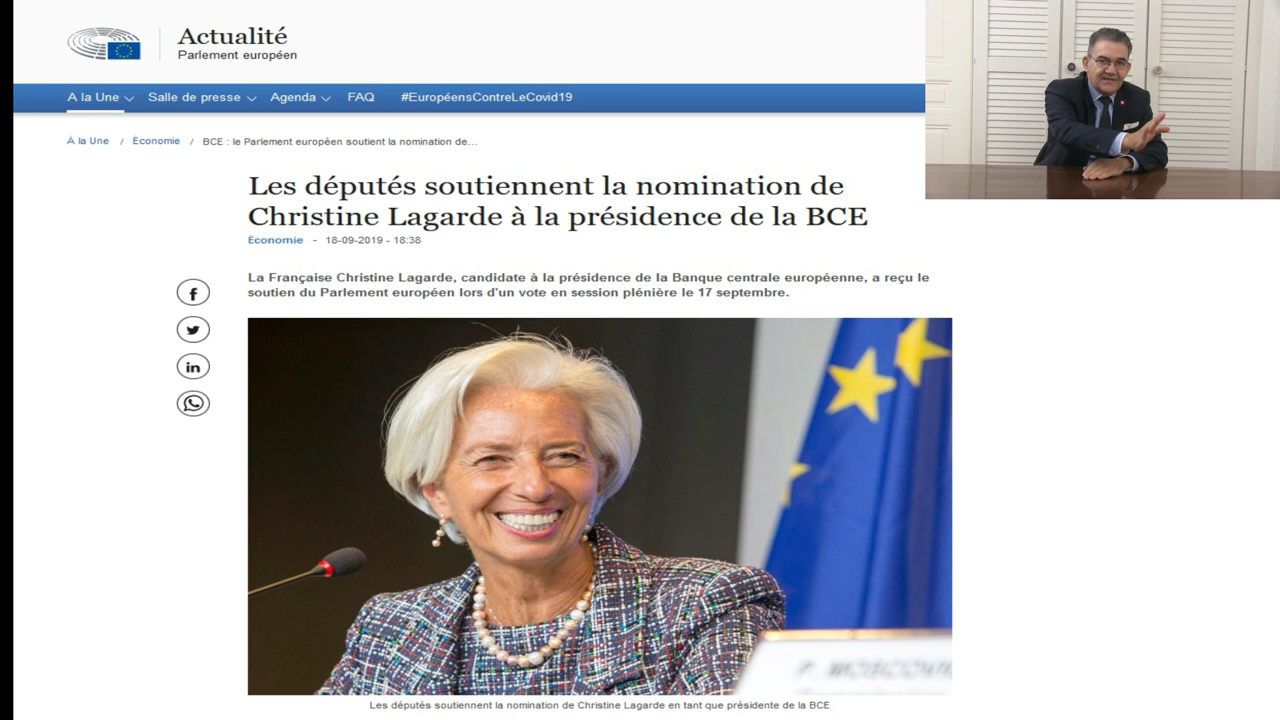 Actualité
Parlement européen
A la Une
Salle de presse
Agenda
FAQ
#EuropéensContreLeCovid19
À la Une / Économie / BCE : le Parlement européen soutient la nomination de...
Les députés soutiennent la nomination de
Christine Lagarde à la présidence de la BCE
Économie - 18-09-2019 - 18:38
La Française Christine Lagarde, candidate à la présidence de la Banque centrale européenne, a reçu le
soutien du Parlement européen lors d'un vote en session plénière le 17 septembre.
Les députés soutiennent la nomination de Christine Lagarde en tant que présidente de la BCE